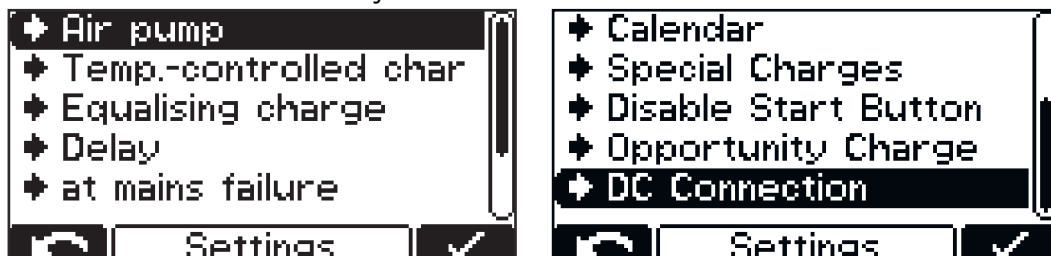 Air pump
Temp.-controlled char
Equalising charge
Delay
at mains failure
Settings
Calendar
Special Charges
Disable Start Button
Opportunity Charge
DC Connection
Settings